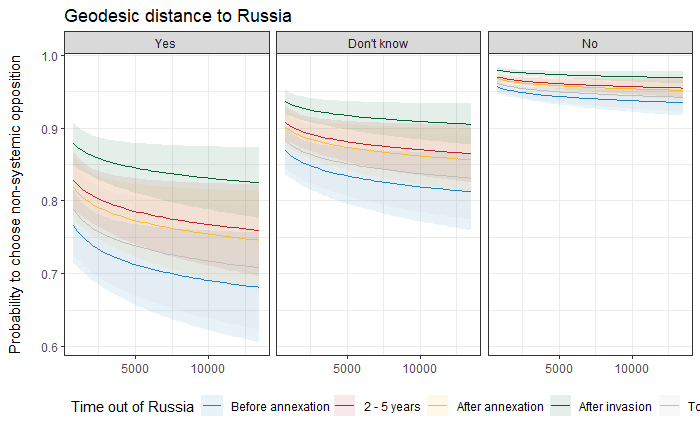 Geodesic distance to Russia
Yes
Don't know
No
Probability to choose non-systemic opposition
1.0
0.9
0.8
0.7
0.6
5000 10000
5000 10000
5000 10000
Time out of Russia Before annexation 2 - 5 years After annexation After invasion To